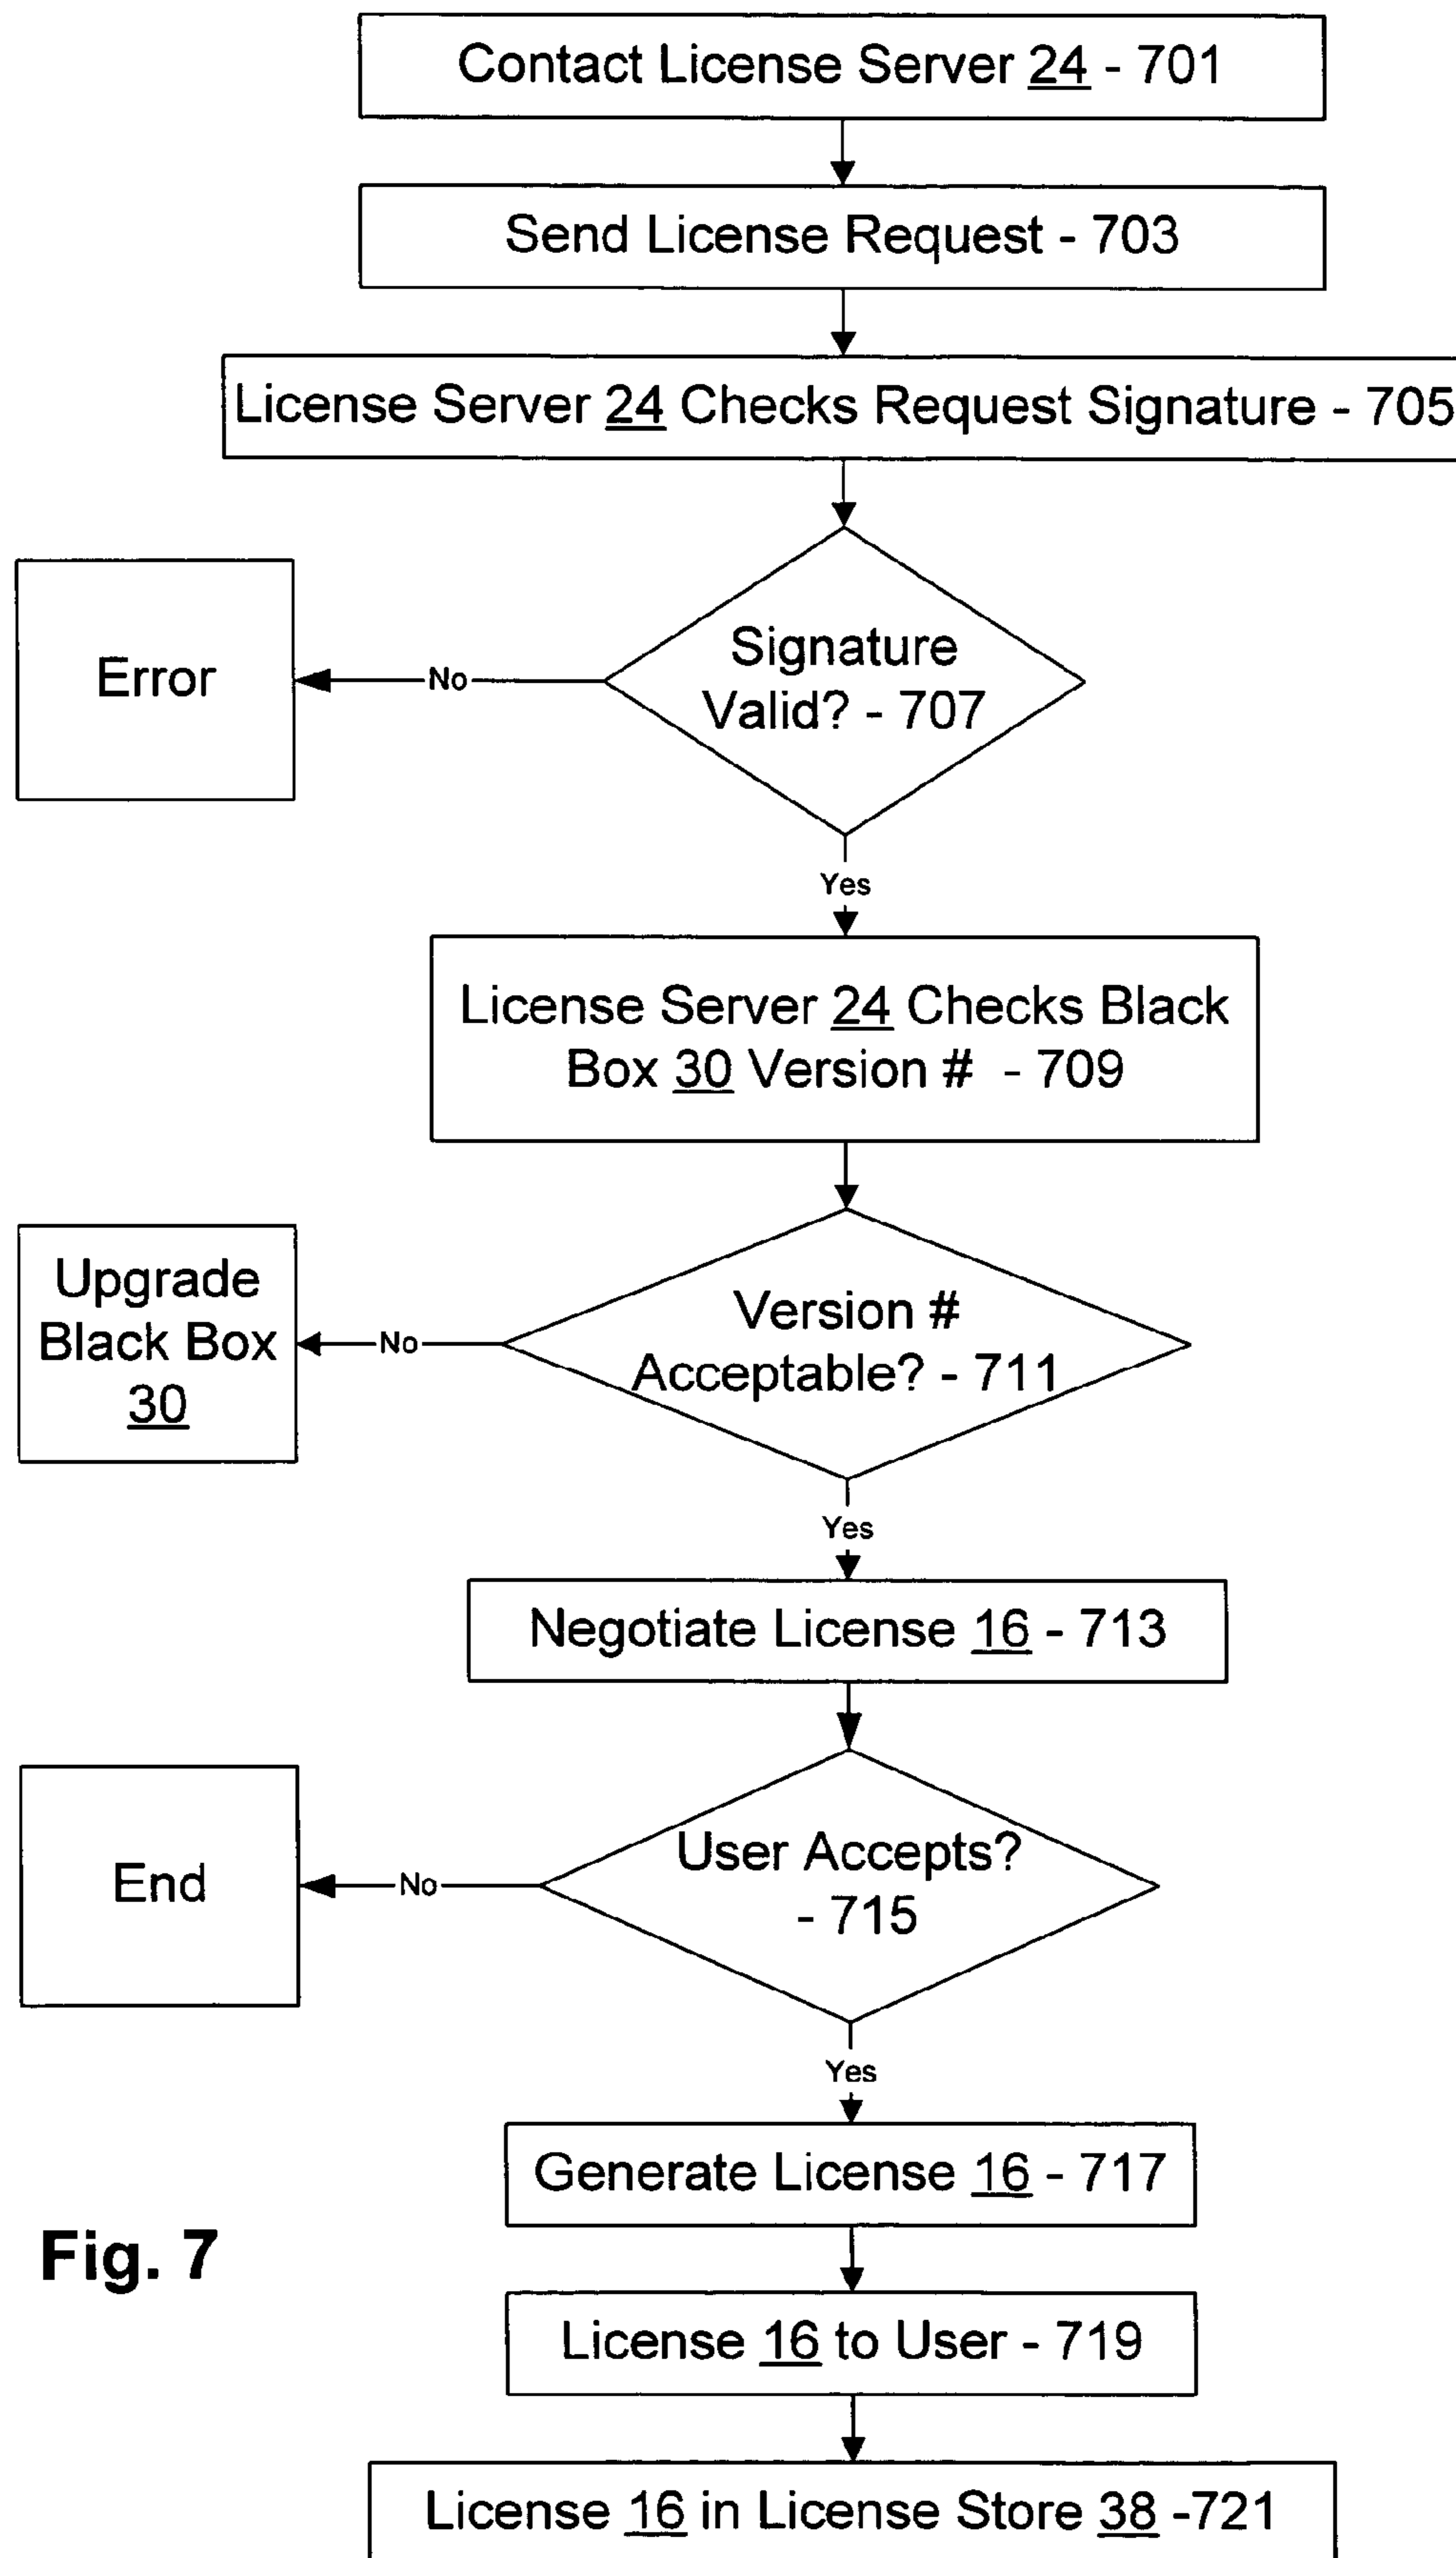 Contact License Server 24 - 701
Send License Request - 703
License Server 24 Checks Request Signature - 705
Signature
Valid? - 707
Error
No
Yes
License Server 24 Checks Black
Box 30 Version # - 709
Version #
Acceptable? - 711
Upgrade
Black Box
30
No
Yes
Negotiate License 16 - 713
User Accepts?
- 715
End
No
Yes
Generate License 16 - 717
Fig. 7
License 16 to User - 719
License 16 in License Store 38 -721